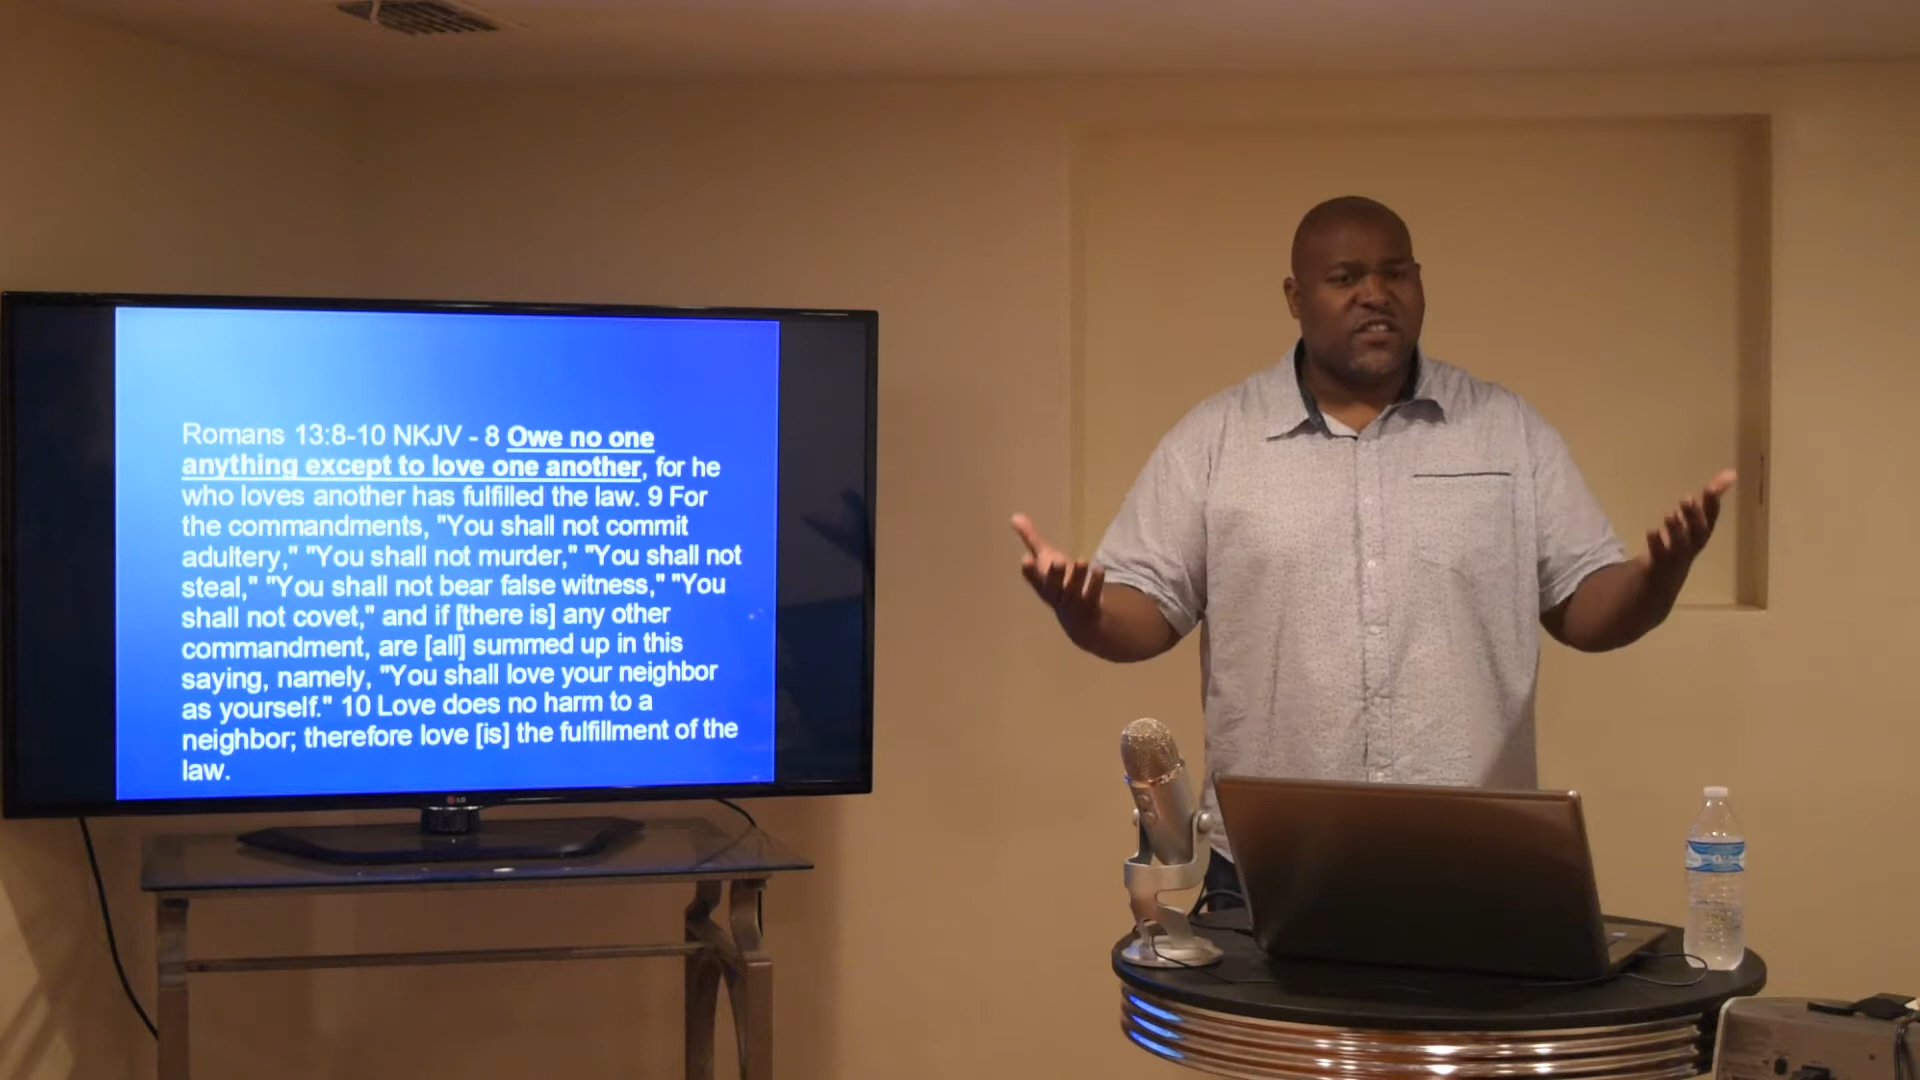 Romans 13:8-10 NKJV - 8 Owe no one
anything except to love one another, for he
who loves another has fulfilled the law. 9 For
the commandments, "You shall not commit
adultery," "You shall not murder," "You shall not
steal," "You shall not bear false witness," "You
shall not covet," and if [there is] any other
commandment, are [all] summed up in this
saying, namely, "You shall love your neighbor
as yourself." 10 Love does no harm to a
neighbor; therefore love [is] the fulfillment of the
law.
LG